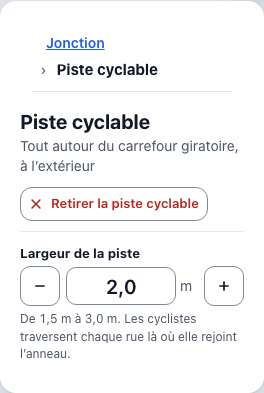 Jonction
› Piste cyclable
Piste cyclable
Tout autour du carrefour giratoire,
à l’extérieur
× Retirer la piste cyclable
Largeur de la piste
− 2,0 m +
De 1,5 m à 3,0 m. Les cyclistes
traversent chaque rue là où elle rejoint
l’anneau.